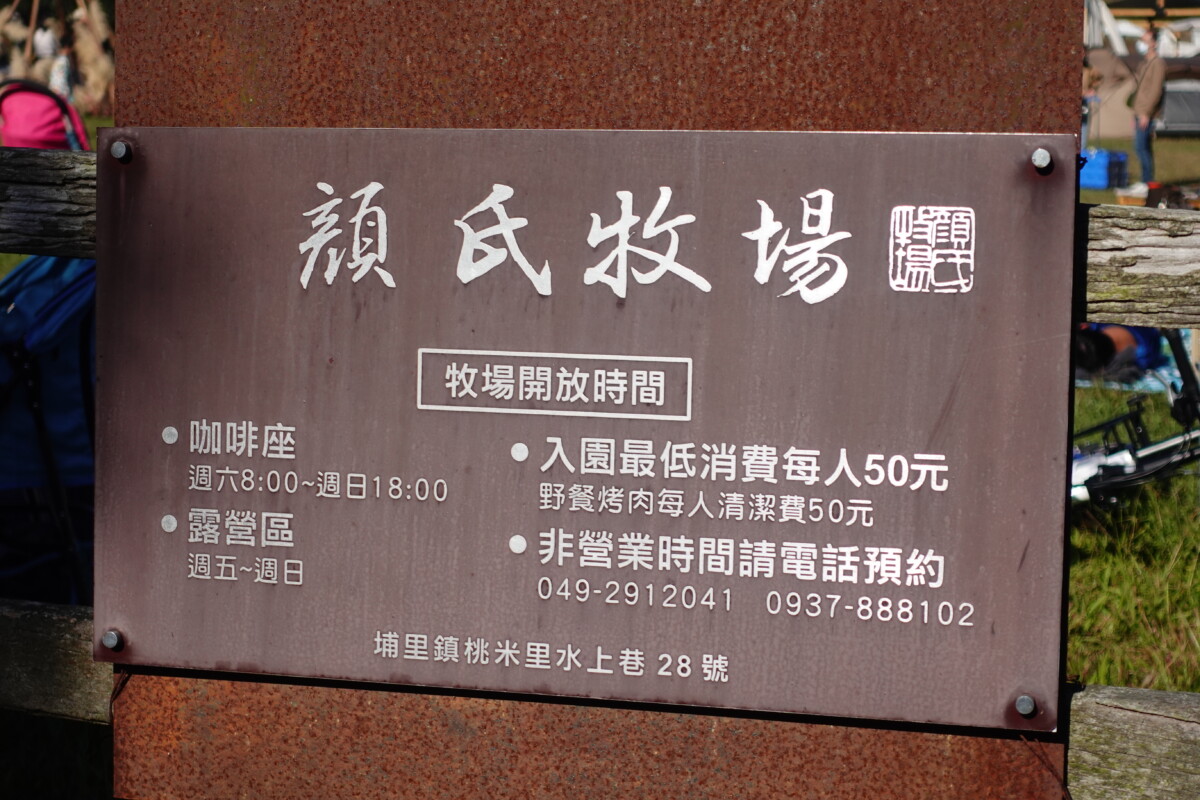 顏氏牧場
顏氏牧場
牧場開放時間
咖啡座
週六8:00~週日18:00
露營區
週五~週日
入園最低消費每人50元
野餐烤肉每人清潔費50元
非營業時間請電話預約
049-2912041 0937-888102
埔里鎮桃米里水上巷 28 號